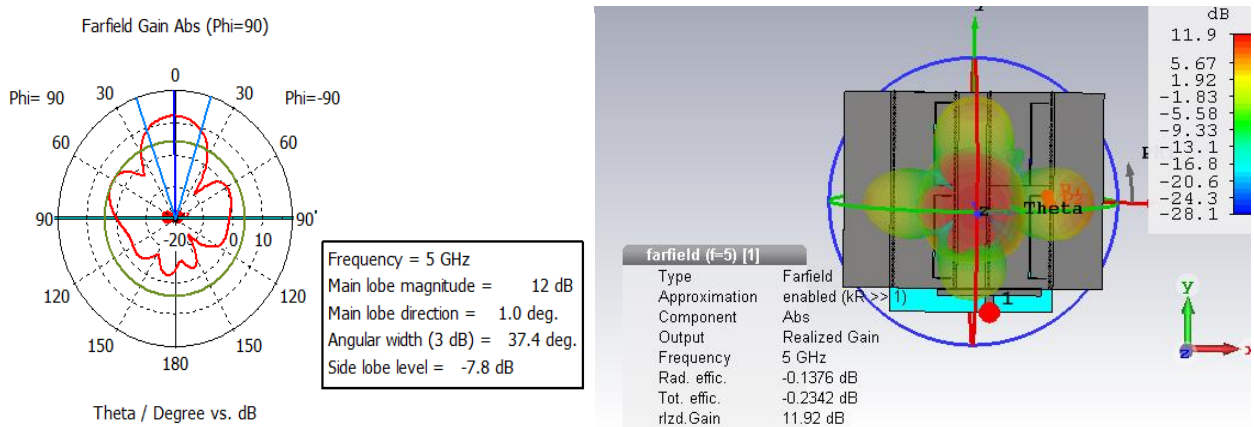 Farfield Gain Abs (Phi=90)
0
Phi= 90
30
30
Phi=-90
60
60
90
90'
-20
0
10
120
120
150
150
180
Theta / Degree vs. dB
Frequency = 5 GHz
Main lobe magnitude = 12 dB
Main lobe direction = 1.0 deg.
Angular width (3 dB) = 37.4 deg.
Side lobe level = -7.8 dB
dB
11.9
5.67
1.92
-1.83
-5.58
-9.33
-13.1
-16.8
-20.6
-24.3
-28.1
z
Theta
1
farfield (f=5) [1]
Type Farfield
Approximation enabled (kR >> 1)
Component Abs
Output Realized Gain
Frequency 5 GHz
Rad. effic. -0.1376 dB
Tot. effic. -0.2342 dB
rlzd.Gain 11.92 dB
y
z
x